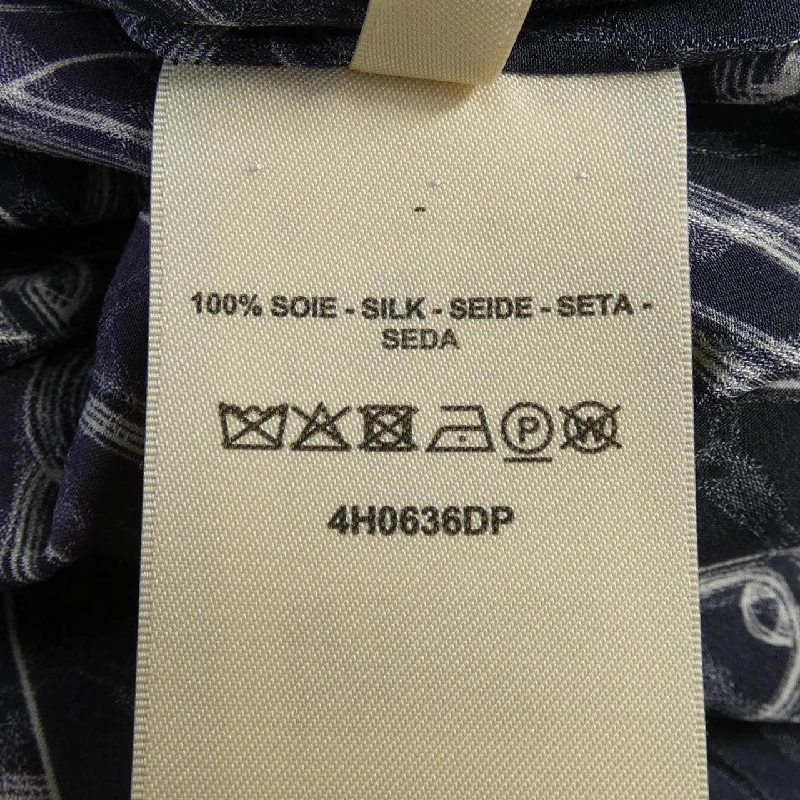 100% SOIE - SILK - SEIDE - SETA -
SEDA
P W
4H0636DP